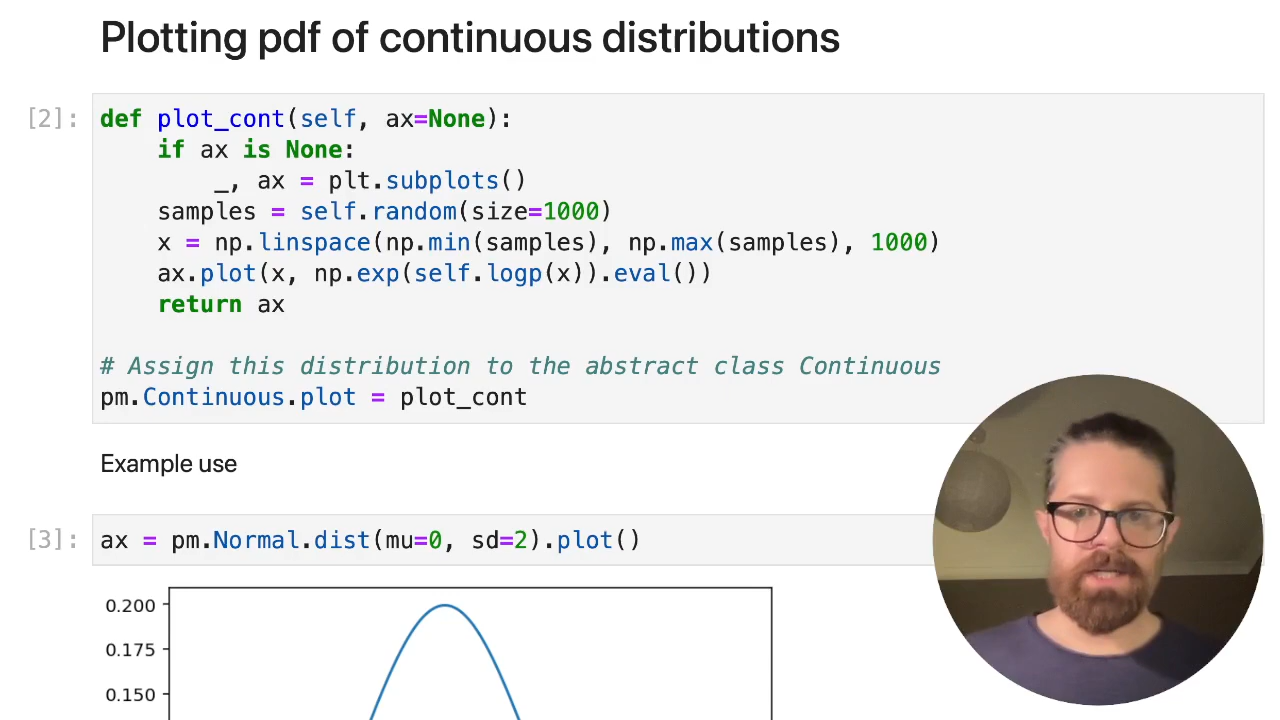 Plotting pdf of continuous distributions
[2]: def plot_cont(self, ax=None):
    if ax is None:
        _, ax = plt.subplots()
    samples = self.random(size=1000)
    x = np.linspace(np.min(samples), np.max(samples), 1000)
    ax.plot(x, np.exp(self.logp(x)).eval())
    return ax
# Assign this distribution to the abstract class Continuous
pm.Continuous.plot = plot_cont
Example use
[3]: ax = pm.Normal.dist(mu=0, sd=2).plot()
0.200
0.175
0.150